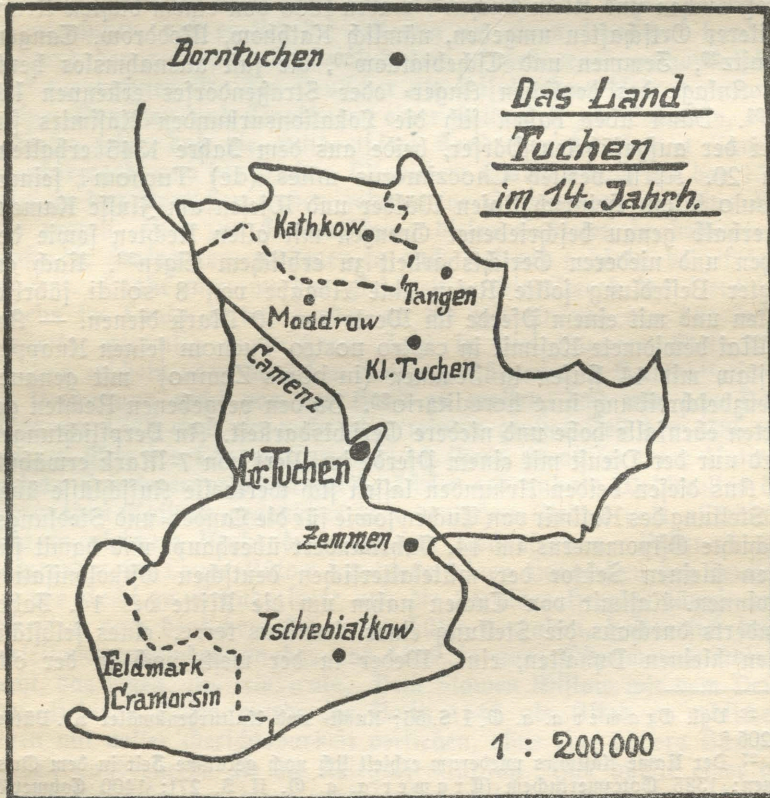 Borntuchen
Das Land
Tuchen
im 14. Jahrh.
Kathkow
Tangen
Moddrow
Kl. Tuchen
Camenz
Gr. Tuchen
Zemmen
Tschebiatkow
Feldmark
Cramorsin
1 : 200 000